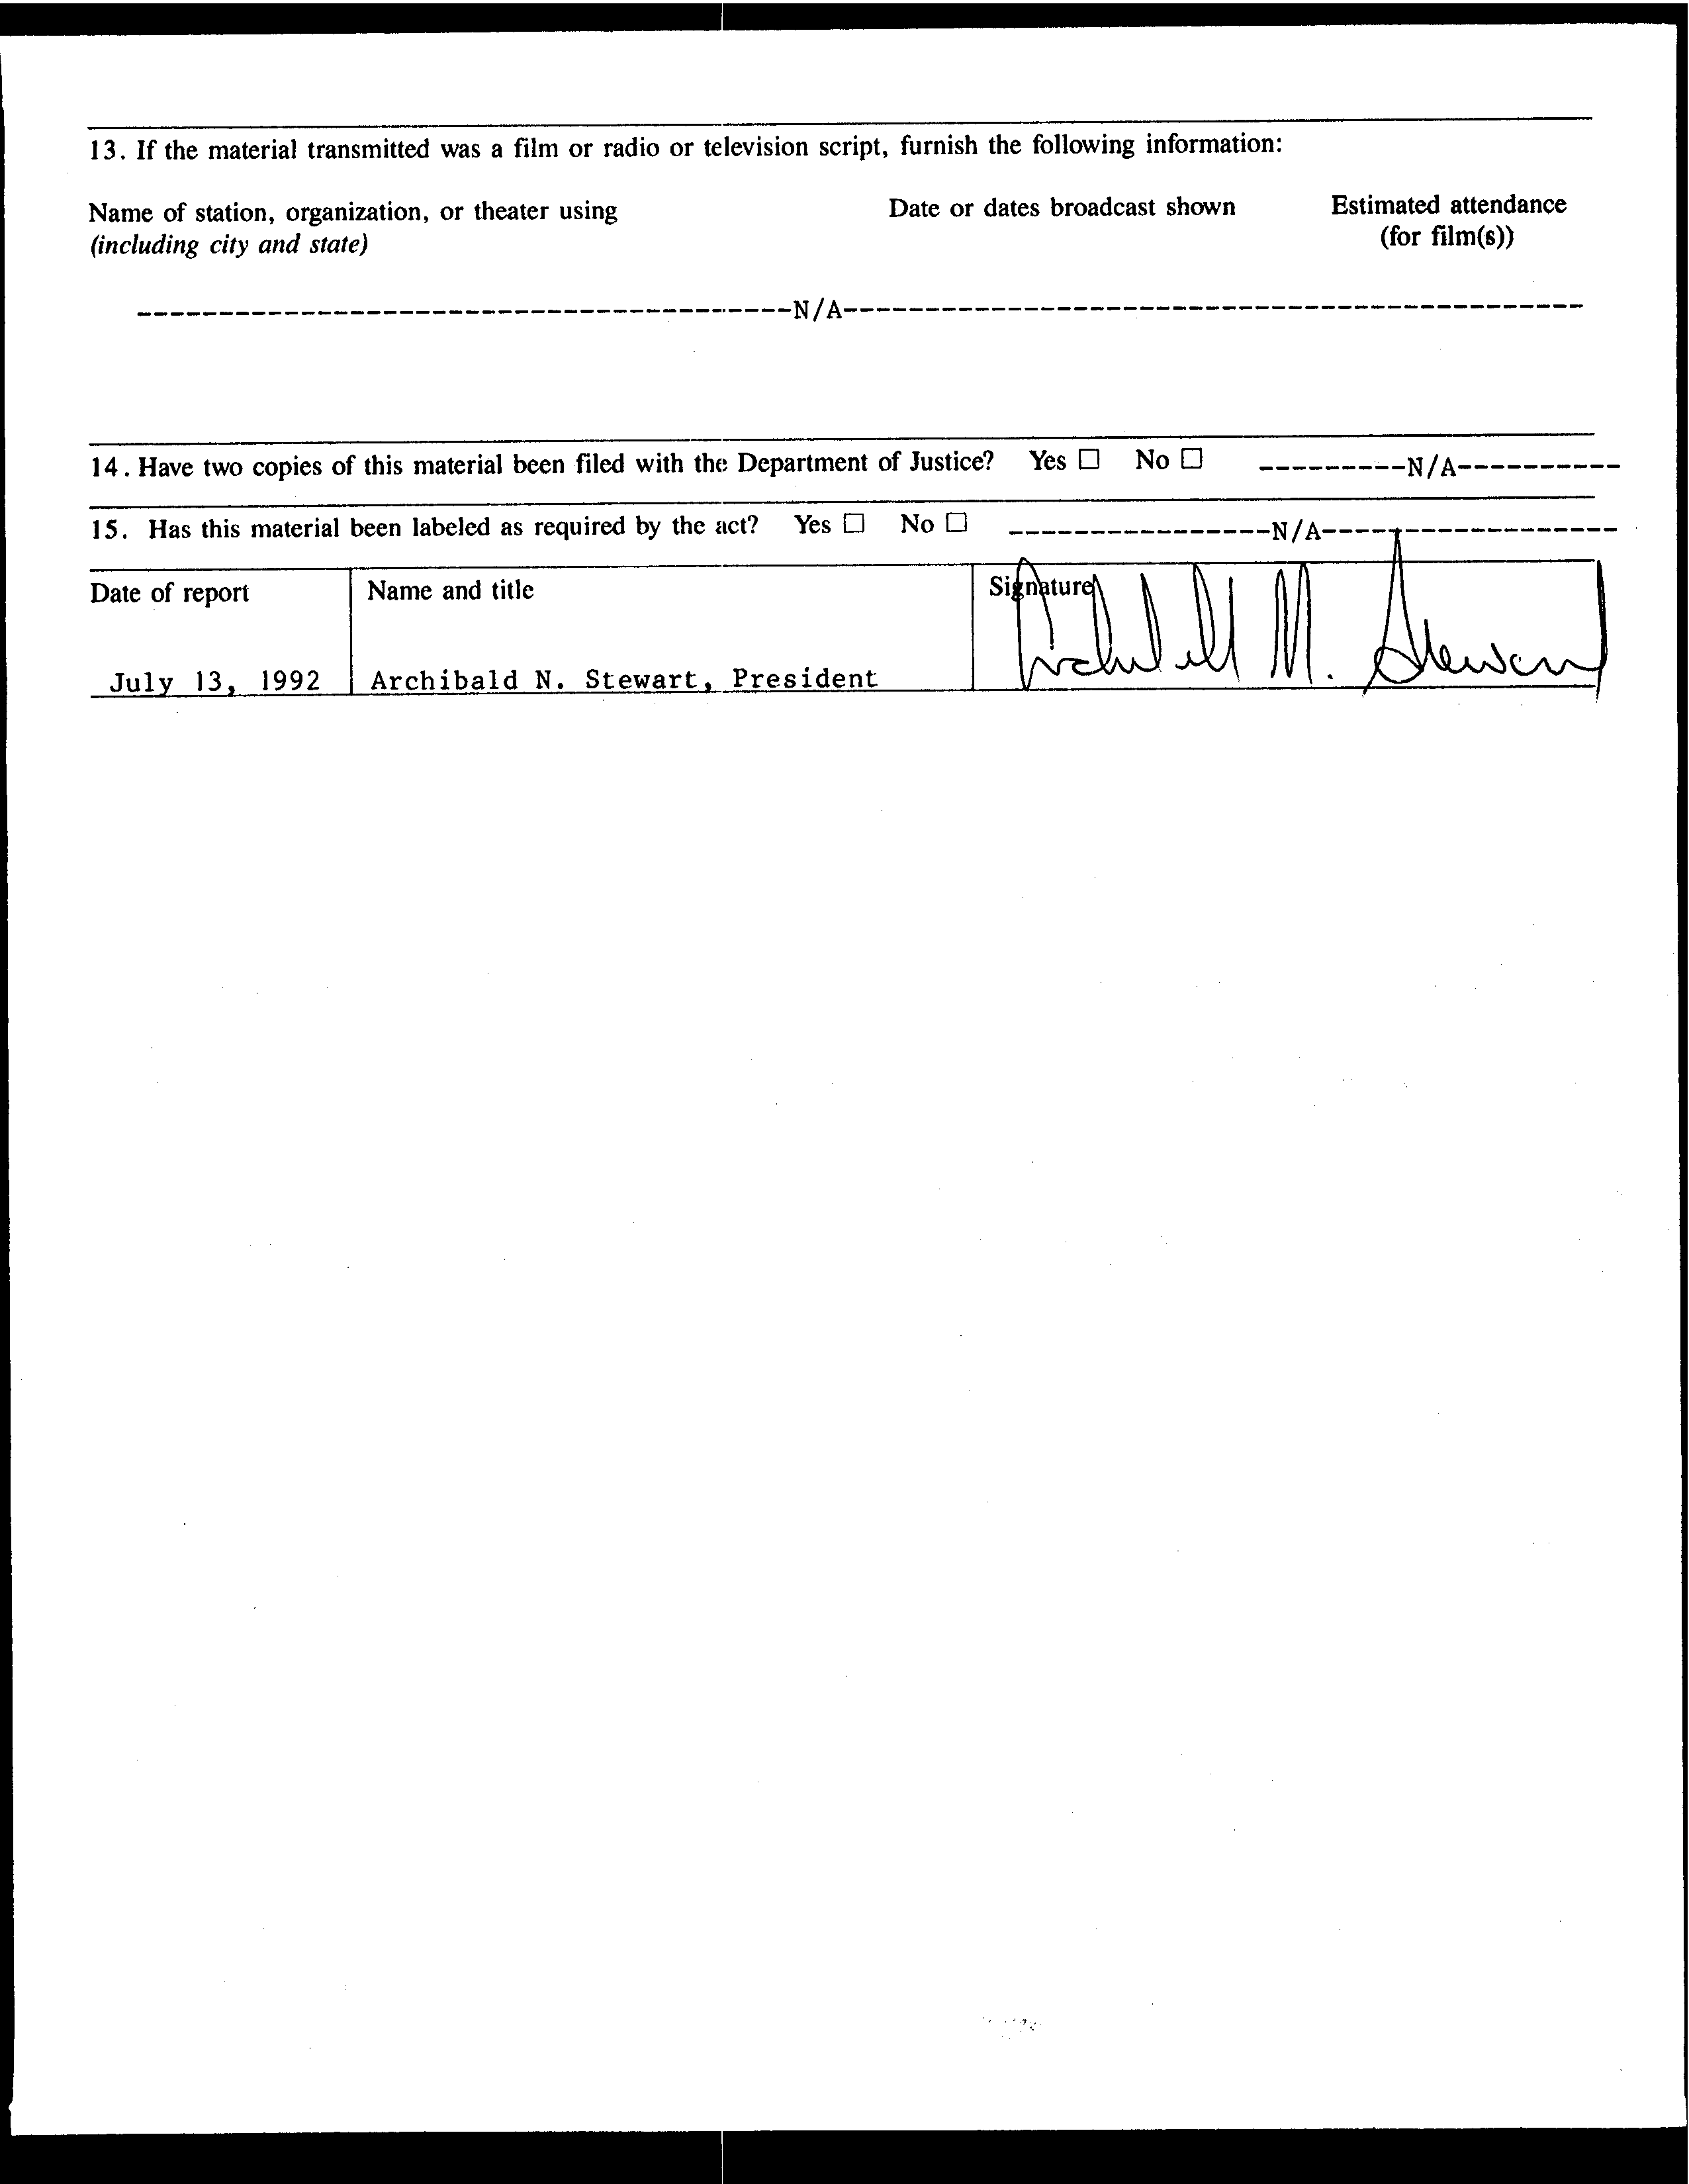 13. If the material transmitted was a film or radio or television script, furnish the following information:
Name of station, organization, or theater using Date or dates broadcast shown Estimated attendance
(including city and state) (for film(s))
----------------------------------------N/A---------------------------------------------
14. Have two copies of this material been filed with the Department of Justice? Yes ☐ No ☐ ---------N/A----------
15. Has this material been labeled as required by the act? Yes ☐ No ☐ ----------------N/A------------------
Date of report Name and title Signature
July 13, 1992 Archibald N. Stewart, President